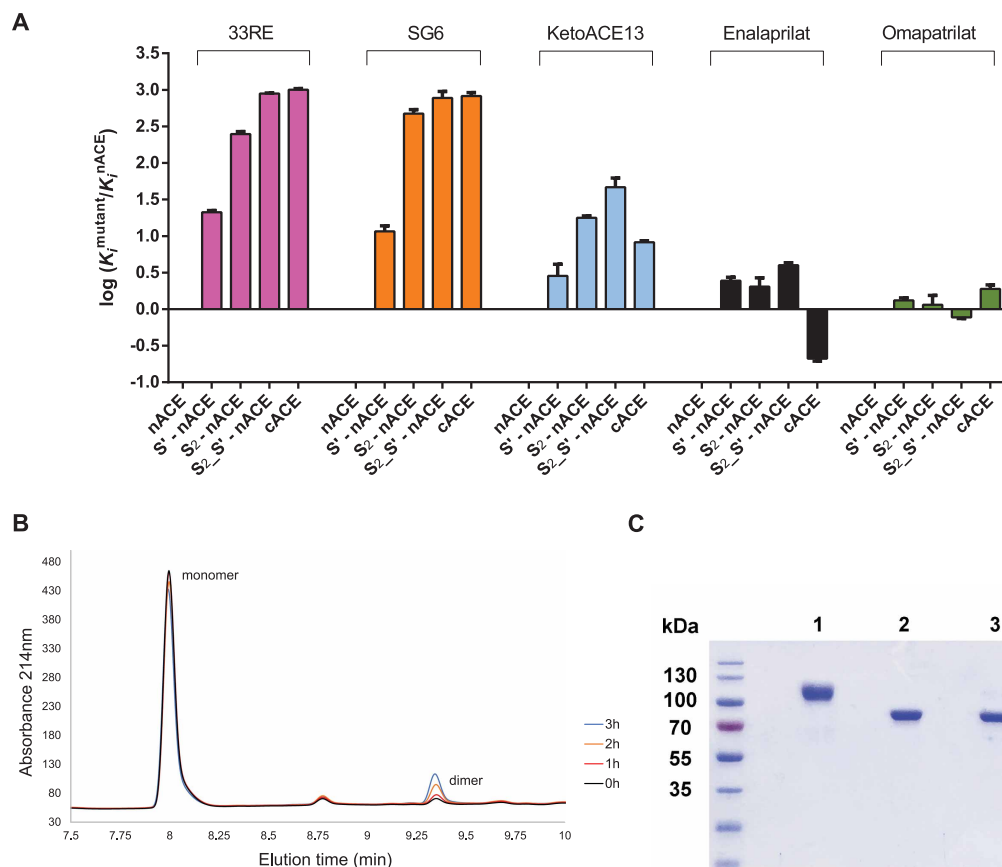 A
33RE SG6 KetoACE13 Enalaprilat Omapatrilat
log (Ki^mutant/Ki^nACE)
3.5
3.0
2.5
2.0
1.5
1.0
0.5
0.0
-0.5
-1.0
nACE S' - nACE S2 - nACE S2_S' - nACE cACE nACE S' - nACE S2 - nACE S2_S' - nACE cACE nACE S' - nACE S2 - nACE S2_S' - nACE cACE nACE S' - nACE S2 - nACE S2_S' - nACE cACE nACE S' - nACE S2 - nACE S2_S' - nACE cACE
B
Absorbance 214nm
480
430
380
330
280
230
180
130
80
30
monomer
dimer
3h
2h
1h
0h
7.5 7.75 8 8.25 8.5 8.75 9 9.25 9.5 9.75 10
Elution time (min)
C
kDa 1 2 3
130
100
70
55
35